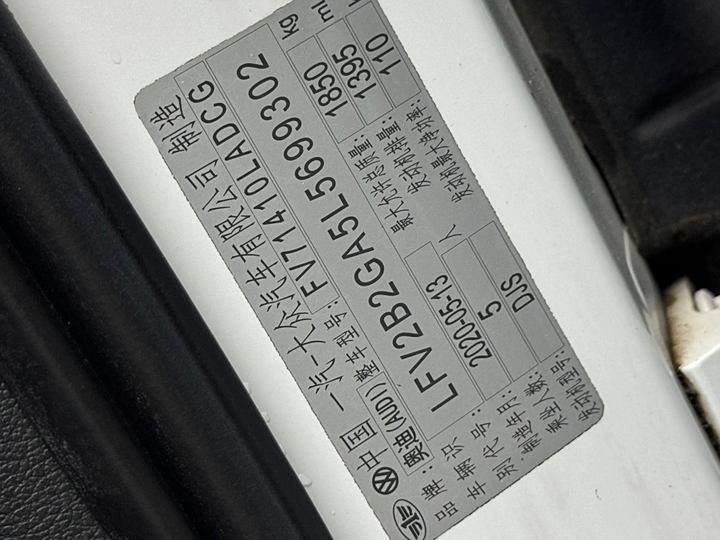 中国 一汽-大众汽车有限公司 制造
品牌: 奥迪(AUDI) 整车型号: FV71410LADCG
车辆识别代号: LFV2B2GA5L5699302
制造年月: 2020-05-13 最大允许总质量: 1850 kg
乘坐人数: 5 人 发动机排量: 1395 ml
发动机型号: DJS 发动机最大净功率: 110